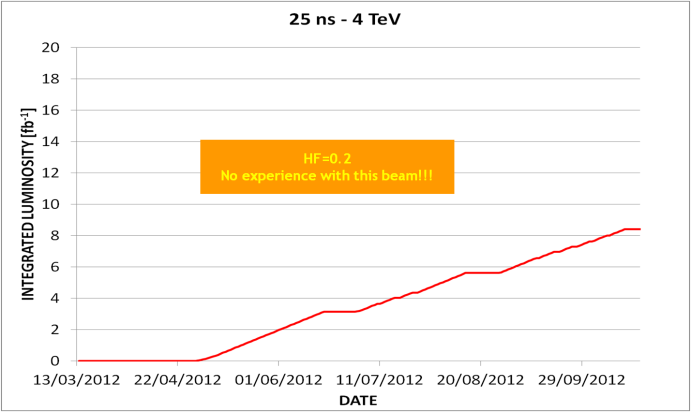 25 ns - 4 TeV
INTEGRATED LUMINOSITY [fb⁻¹]
20
18
16
14
12
10
8
6
4
2
0
HF=0.2
No experience with this beam!!!
13/03/2012 22/04/2012 01/06/2012 11/07/2012 20/08/2012 29/09/2012
DATE